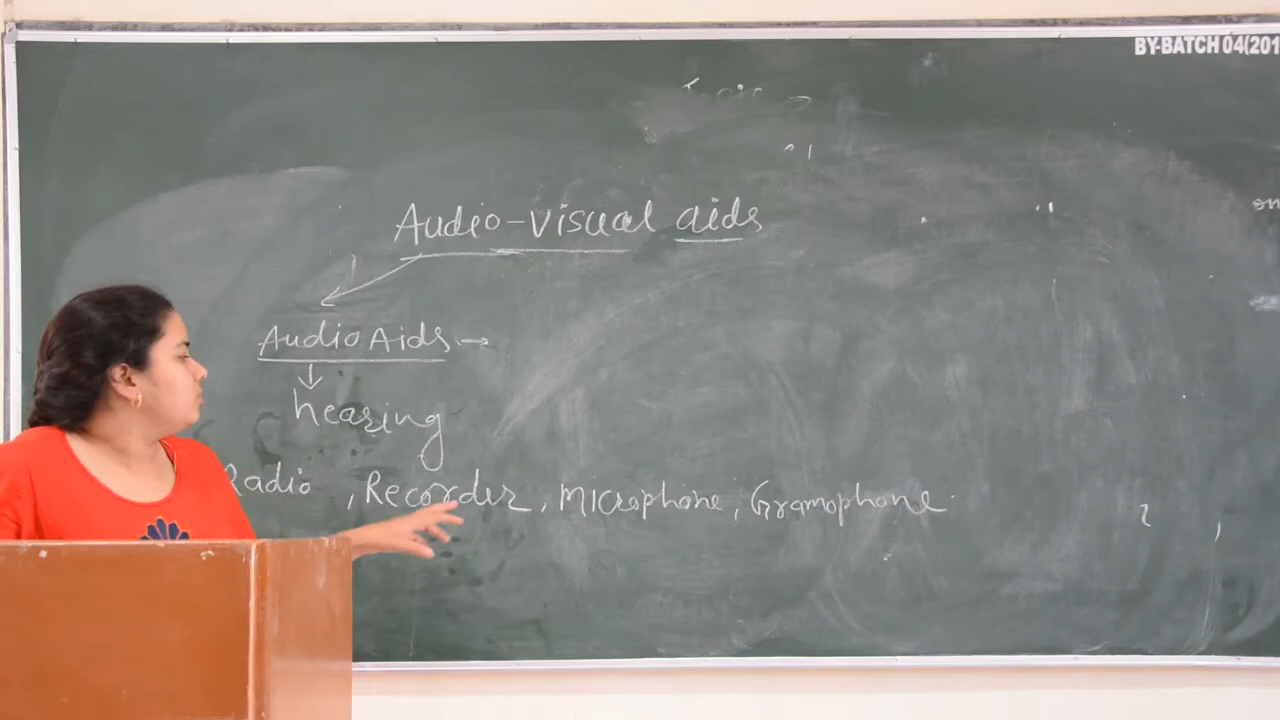 BY-BATCH 04(201
Audio-visual aids
Audio Aids →
hearing
Radio, Recorder, Microphone, Gramophone